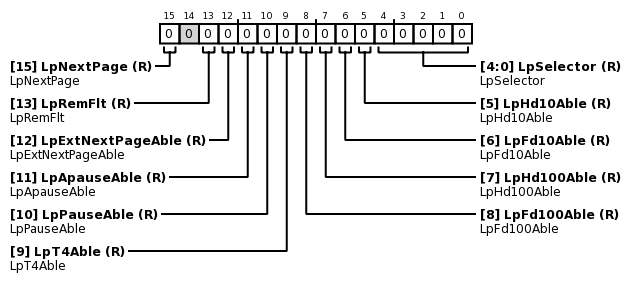 15 14 13 12 11 10 9 8 7 6 5 4 3 2 1 0
0 0 0 0 0 0 0 0 0 0 0 0 0 0 0 0
[15] LpNextPage (R)
LpNextPage
[13] LpRemFlt (R)
LpRemFlt
[12] LpExtNextPageAble (R)
LpExtNextPageAble
[11] LpApauseAble (R)
LpApauseAble
[10] LpPauseAble (R)
LpPauseAble
[9] LpT4Able (R)
LpT4Able
[4:0] LpSelector (R)
LpSelector
[5] LpHd10Able (R)
LpHd10Able
[6] LpFd10Able (R)
LpFd10Able
[7] LpHd100Able (R)
LpHd100Able
[8] LpFd100Able (R)
LpFd100Able